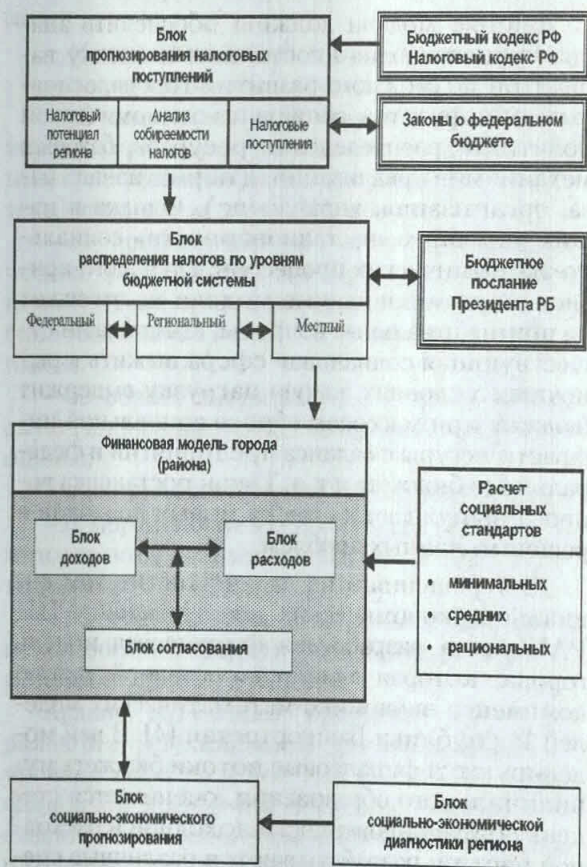 Блок
прогнозирования налоговых
поступлений
Бюджетный кодекс РФ
Налоговый кодекс РФ
Налоговый
потенциал
региона
Анализ
собираемости
налогов
Налоговые
поступления
Законы о федеральном
бюджете
Блок
распределения налогов по уровням
бюджетной системы
Федеральный
Региональный
Местный
Бюджетное
послание
Президента РБ
Финансовая модель города
(района)
Блок
доходов
Блок
расходов
Блок согласования
Расчет
социальных
стандартов
• минимальных
• средних
• рациональных
Блок
социально-экономического
прогнозирования
Блок
социально-экономической
диагностики региона